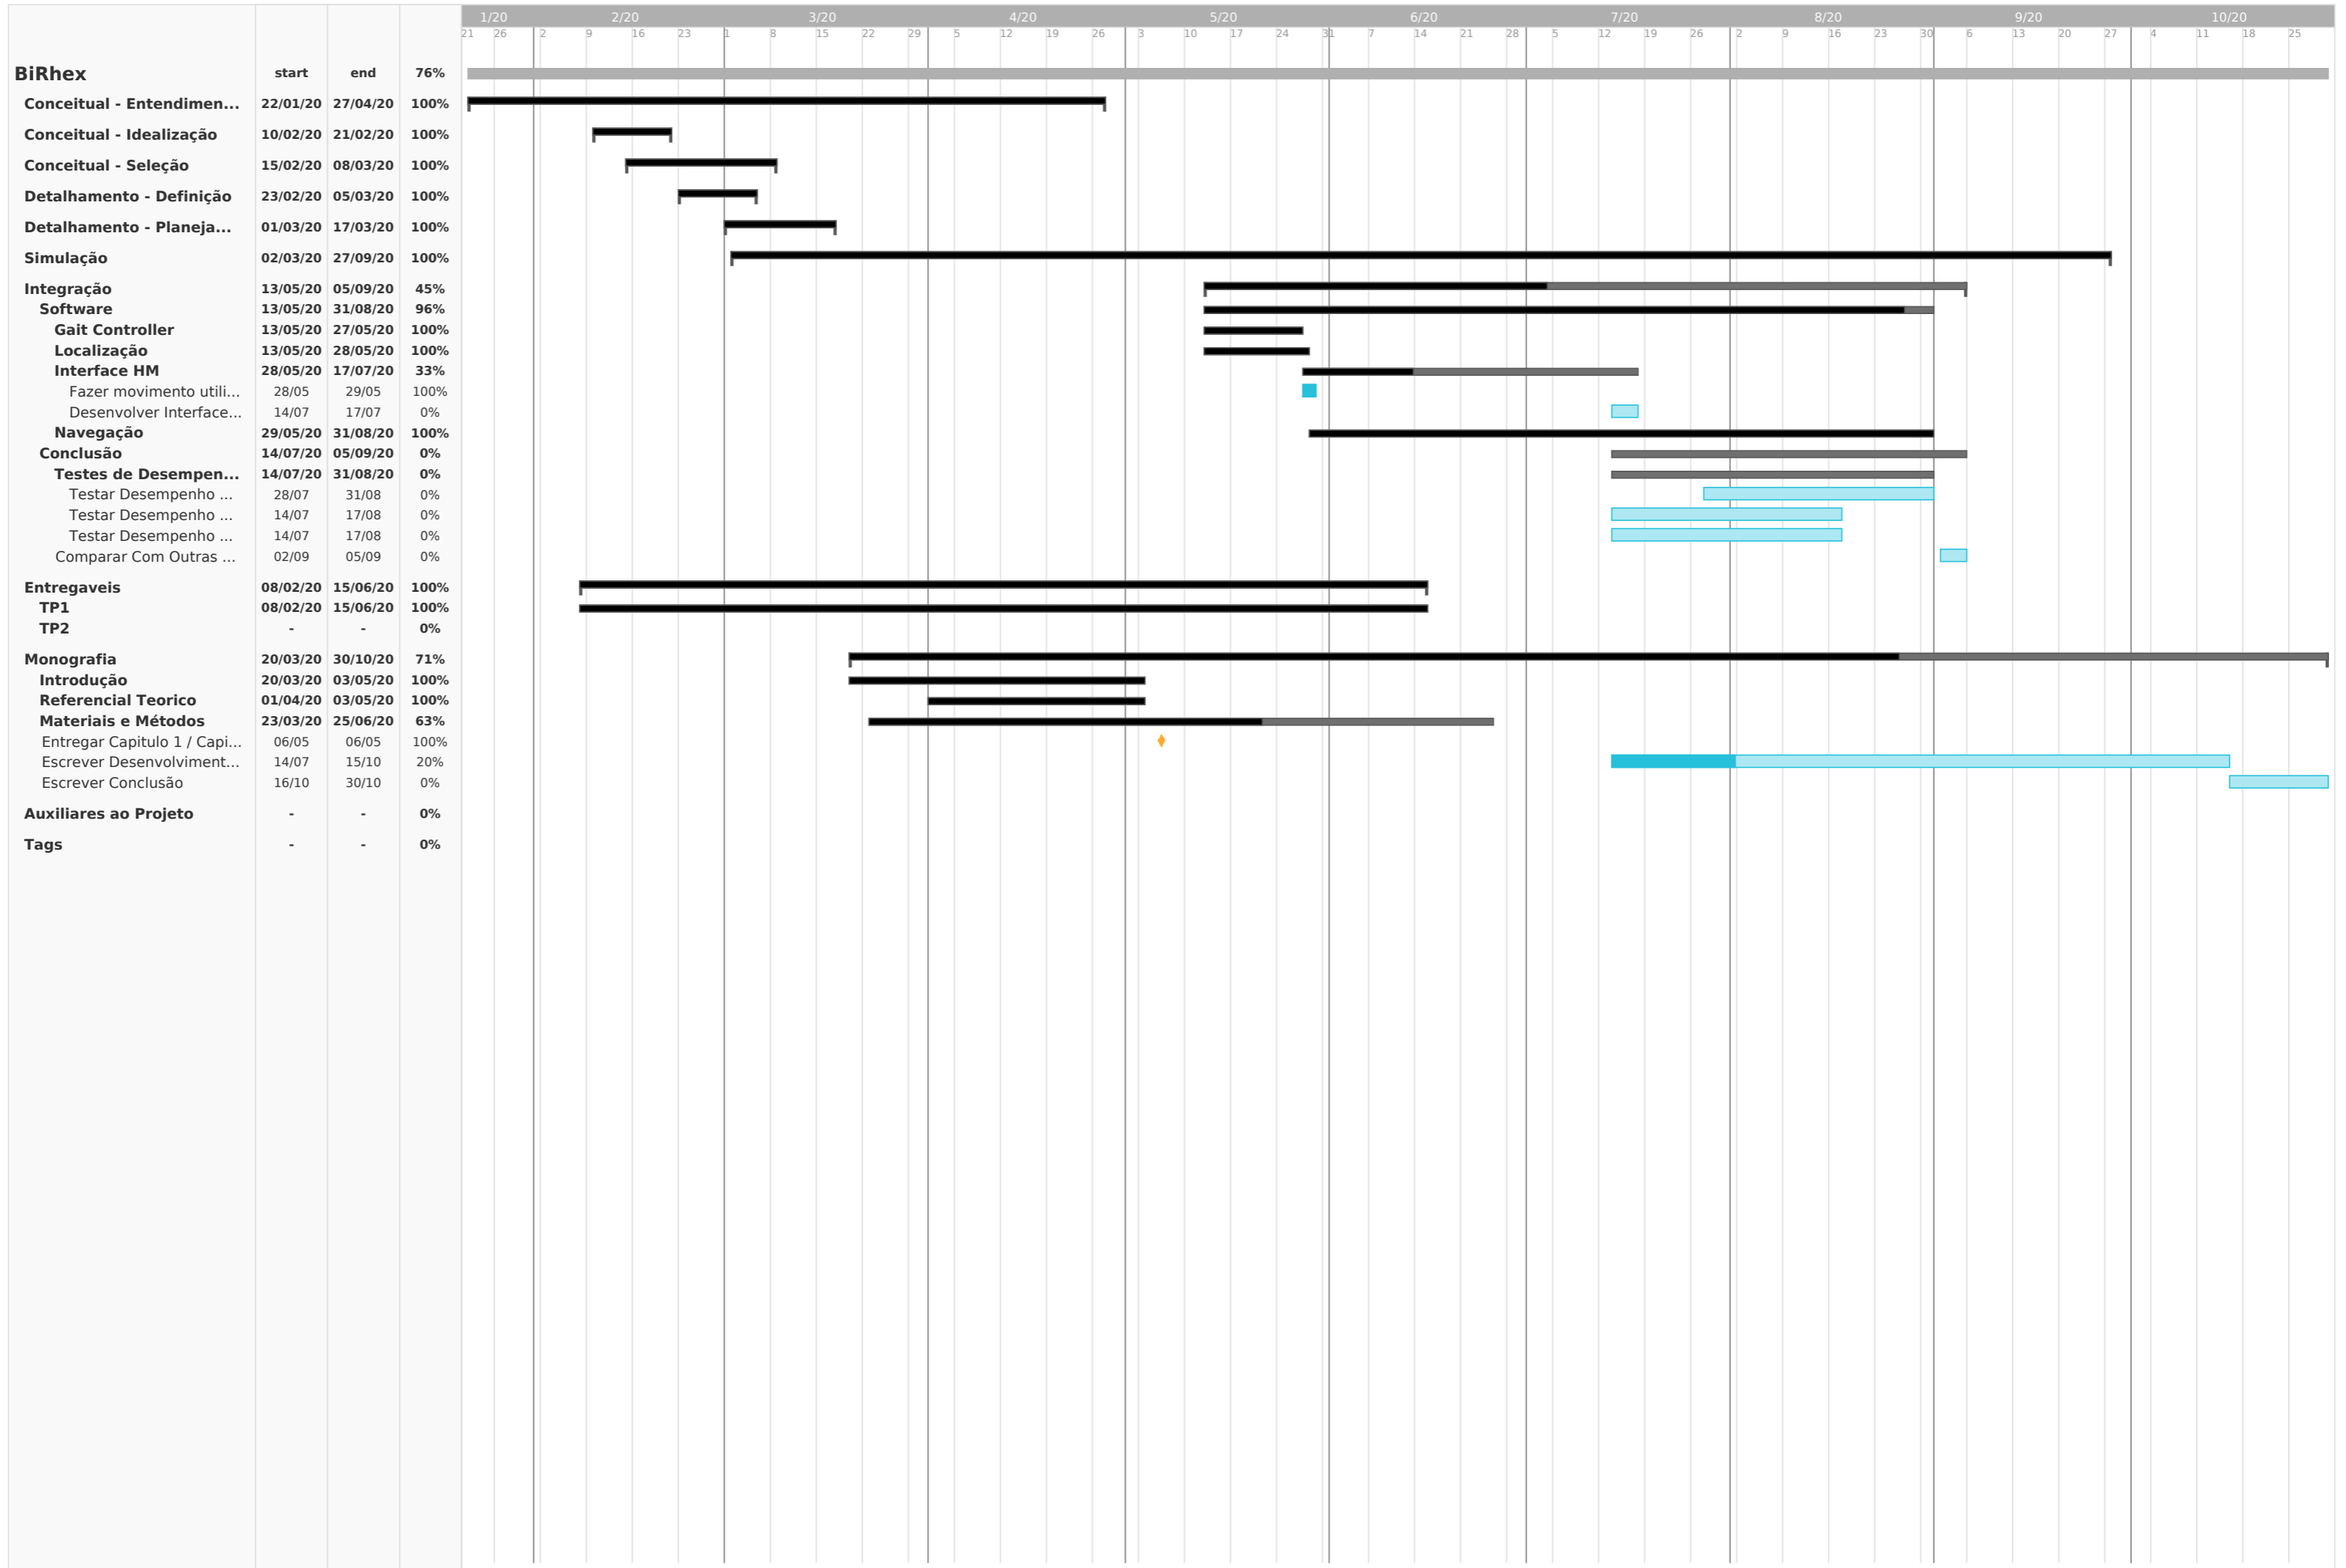 1/20 2/20 3/20 4/20 5/20 6/20 7/20 8/20 9/20 10/20
21 26 2 9 16 23 1 8 15 22 29 5 12 19 26 3 10 17 24 31 7 14 21 28 5 12 19 26 2 9 16 23 30 6 13 20 27 4 11 18 25
BiRhex start end 76%
Conceitual - Entendimen... 22/01/20 27/04/20 100%
Conceitual - Idealização 10/02/20 21/02/20 100%
Conceitual - Seleção 15/02/20 08/03/20 100%
Detalhamento - Definição 23/02/20 05/03/20 100%
Detalhamento - Planeja... 01/03/20 17/03/20 100%
Simulação 02/03/20 27/09/20 100%
Integração 13/05/20 05/09/20 45%
Software 13/05/20 31/08/20 96%
Gait Controller 13/05/20 27/05/20 100%
Localização 13/05/20 28/05/20 100%
Interface HM 28/05/20 17/07/20 33%
Fazer movimento utili... 28/05 29/05 100%
Desenvolver Interface... 14/07 17/07 0%
Navegação 29/05/20 31/08/20 100%
Conclusão 14/07/20 05/09/20 0%
Testes de Desempen... 14/07/20 31/08/20 0%
Testar Desempenho ... 28/07 31/08 0%
Testar Desempenho ... 14/07 17/08 0%
Testar Desempenho ... 14/07 17/08 0%
Comparar Com Outras ... 02/09 05/09 0%
Entregaveis 08/02/20 15/06/20 100%
TP1 08/02/20 15/06/20 100%
TP2 - - 0%
Monografia 20/03/20 30/10/20 71%
Introdução 20/03/20 03/05/20 100%
Referencial Teorico 01/04/20 03/05/20 100%
Materiais e Métodos 23/03/20 25/06/20 63%
Entregar Capitulo 1 / Capi... 06/05 06/05 100%
Escrever Desenvolviment... 14/07 15/10 20%
Escrever Conclusão 16/10 30/10 0%
Auxiliares ao Projeto - - 0%
Tags - - 0%